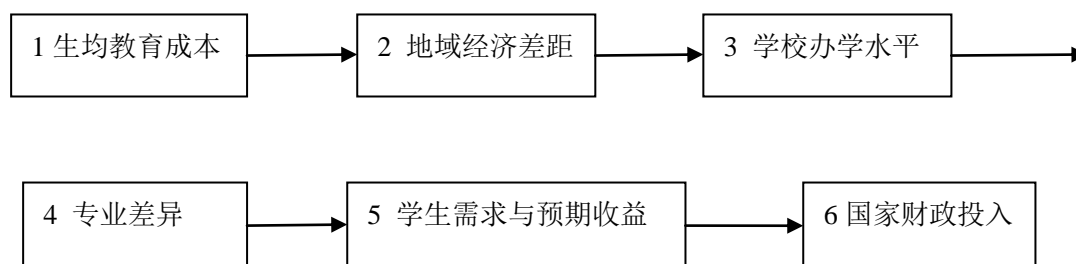 1生均教育成本
2 地域经济差距
3 学校办学水平
4 专业差异
5 学生需求与预期收益
6国家财政投入